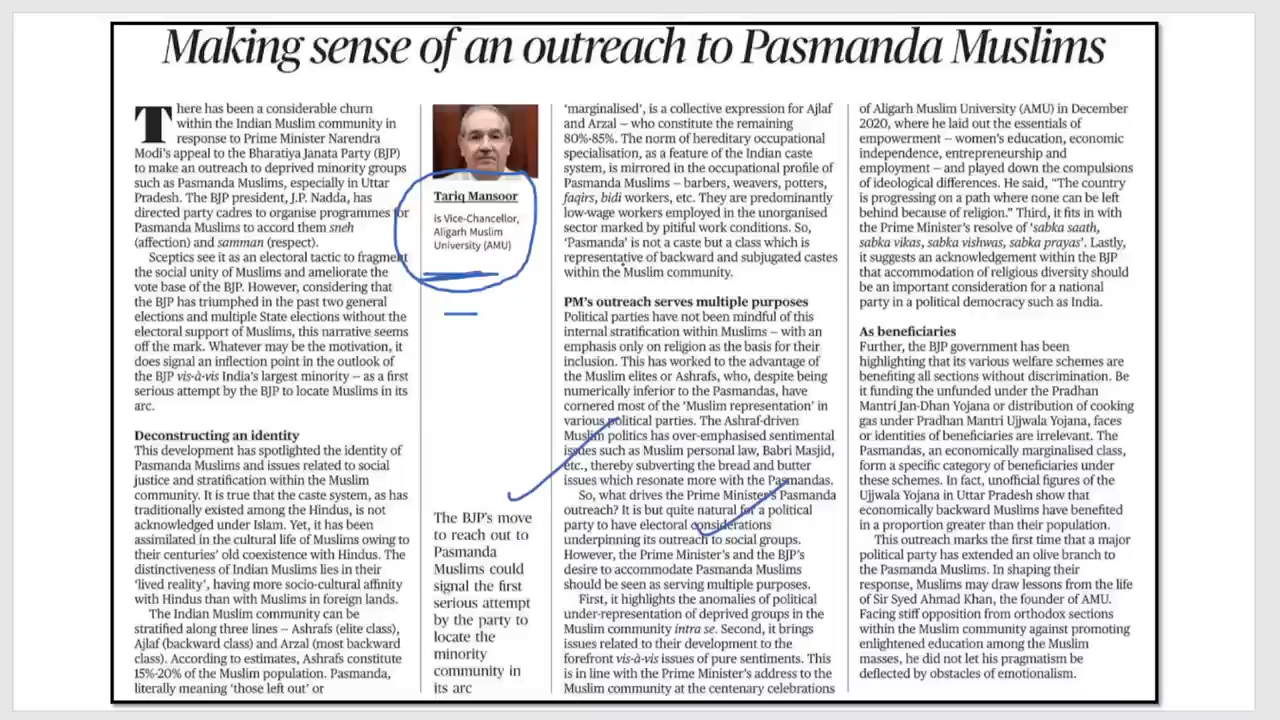 Making sense of an outreach to Pasmanda Muslims
There has been a considerable churn
within the Indian Muslim community in
response to Prime Minister Narendra
Modi's appeal to the Bharatiya Janata Party (BJP)
to make an outreach to deprived minority groups
such as Pasmanda Muslims, especially in Uttar
Pradesh. The BJP president, J.P. Nadda, has
directed party cadres to organise programmes for
Pasmanda Muslims to accord them sneh
(affection) and samman (respect).
Sceptics see it as an electoral tactic to fragment
the social unity of Muslims and ameliorate the
vote base of the BJP. However, considering that
the BJP has triumphed in the past two general
elections and multiple State elections without the
electoral support of Muslims, this narrative seems
off the mark. Whatever may be the motivation, it
does signal an inflection point in the outlook of
the BJP vis-à-vis India's largest minority – as a first
serious attempt by the BJP to locate Muslims in its
arc.
Deconstructing an identity
This development has spotlighted the identity of
Pasmanda Muslims and issues related to social
justice and stratification within the Muslim
community. It is true that the caste system, as has
traditionally existed among the Hindus, is not
acknowledged under Islam. Yet, it has been
assimilated in the cultural life of Muslims owing to
their centuries' old coexistence with Hindus. The
distinctiveness of Indian Muslims lies in their
'lived reality', having more socio-cultural affinity
with Hindus than with Muslims in foreign lands.
The Indian Muslim community can be
stratified along three lines – Ashrafs (elite class),
Ajlaf (backward class) and Arzal (most backward
class). According to estimates, Ashrafs constitute
15%-20% of the Muslim population. Pasmanda,
literally meaning 'those left out' or
Tariq Mansoor
is Vice-Chancellor,
Aligarh Muslim
University (AMU)
The BJP's move
to reach out to
Pasmanda
Muslims could
signal the first
serious attempt
by the party to
locate the
minority
community in
its arc
'marginalised', is a collective expression for Ajlaf
and Arzal – who constitute the remaining
80%-85%. The norm of hereditary occupational
specialisation, as a feature of the Indian caste
system, is mirrored in the occupational profile of
Pasmanda Muslims – barbers, weavers, potters,
faqirs, bidi workers, etc. They are predominantly
low-wage workers employed in the unorganised
sector marked by pitiful work conditions. So,
'Pasmanda' is not a caste but a class which is
representative of backward and subjugated castes
within the Muslim community.
PM's outreach serves multiple purposes
Political parties have not been mindful of this
internal stratification within Muslims – with an
emphasis only on religion as the basis for their
inclusion. This has worked to the advantage of
the Muslim elites or Ashrafs, who, despite being
numerically inferior to the Pasmandas, have
cornered most of the 'Muslim representation' in
various political parties. The Ashraf-driven
Muslim politics has over-emphasised sentimental
issues such as Muslim personal law, Babri Masjid,
etc., thereby subverting the bread and butter
issues which resonate more with the Pasmandas.
So, what drives the Prime Minister's Pasmanda
outreach? It is but quite natural for a political
party to have electoral considerations
underpinning its outreach to social groups.
However, the Prime Minister's and the BJP's
desire to accommodate Pasmanda Muslims
should be seen as serving multiple purposes.
First, it highlights the anomalies of political
under-representation of deprived groups in the
Muslim community intra se. Second, it brings
issues related to their development to the
forefront vis-à-vis issues of pure sentiments. This
is in line with the Prime Minister's address to the
Muslim community at the centenary celebrations
of Aligarh Muslim University (AMU) in December
2020, where he laid out the essentials of
empowerment – women's education, economic
independence, entrepreneurship and
employment – and played down the compulsions
of ideological differences. He said, "The country
is progressing on a path where none can be left
behind because of religion." Third, it fits in with
the Prime Minister's resolve of 'sabka saath,
sabka vikas, sabka vishwas, sabka prayas'. Lastly,
it suggests an acknowledgement within the BJP
that accommodation of religious diversity should
be an important consideration for a national
party in a political democracy such as India.
As beneficiaries
Further, the BJP government has been
highlighting that its various welfare schemes are
benefiting all sections without discrimination. Be
it funding the unfunded under the Pradhan
Mantri Jan-Dhan Yojana or distribution of cooking
gas under Pradhan Mantri Ujjwala Yojana, faces
or identities of beneficiaries are irrelevant. The
Pasmandas, an economically marginalised class,
form a specific category of beneficiaries under
these schemes. In fact, unofficial figures of the
Ujjwala Yojana in Uttar Pradesh show that
economically backward Muslims have benefited
in a proportion greater than their population.
This outreach marks the first time that a major
political party has extended an olive branch to
the Pasmanda Muslims. In shaping their
response, Muslims may draw lessons from the life
of Sir Syed Ahmad Khan, the founder of AMU.
Facing stiff opposition from orthodox sections
within the Muslim community against promoting
enlightened education among the Muslim
masses, he did not let his pragmatism be
deflected by obstacles of emotionalism.